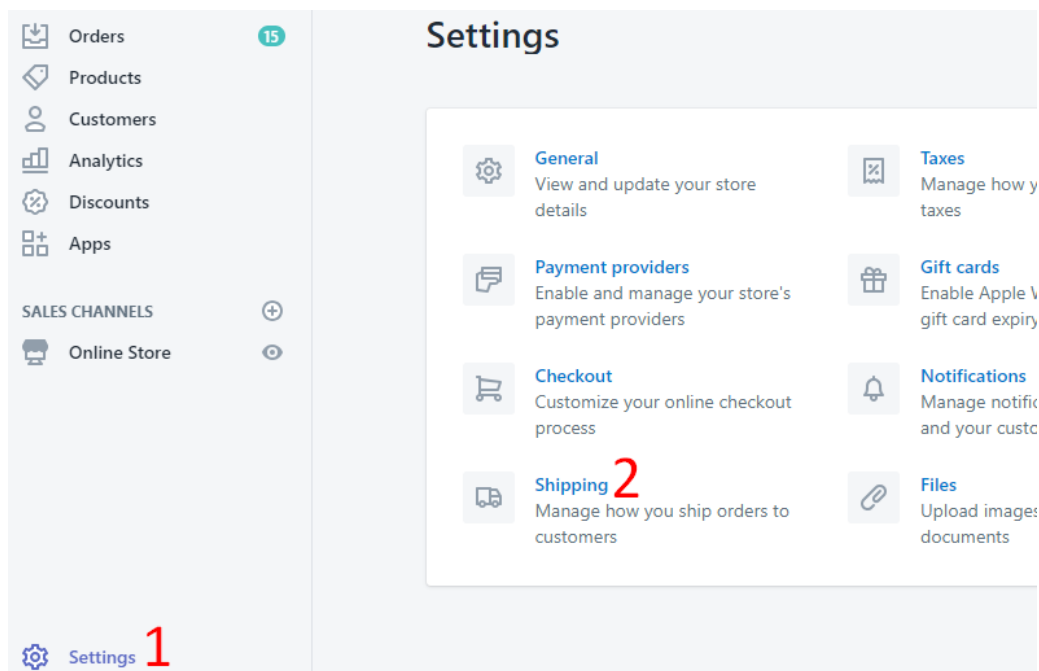 Orders 15
Products
Customers
Analytics
Discounts
Apps
SALES CHANNELS
Online Store
Settings 1
Settings
General
View and update your store
details
Payment providers
Enable and manage your store's
payment providers
Checkout
Customize your online checkout
process
Shipping 2
Manage how you ship orders to
customers
Taxes
Manage how
taxes
Gift cards
Enable Apple
gift card expiry
Notifications
Manage
and your
Files
Upload images
documents